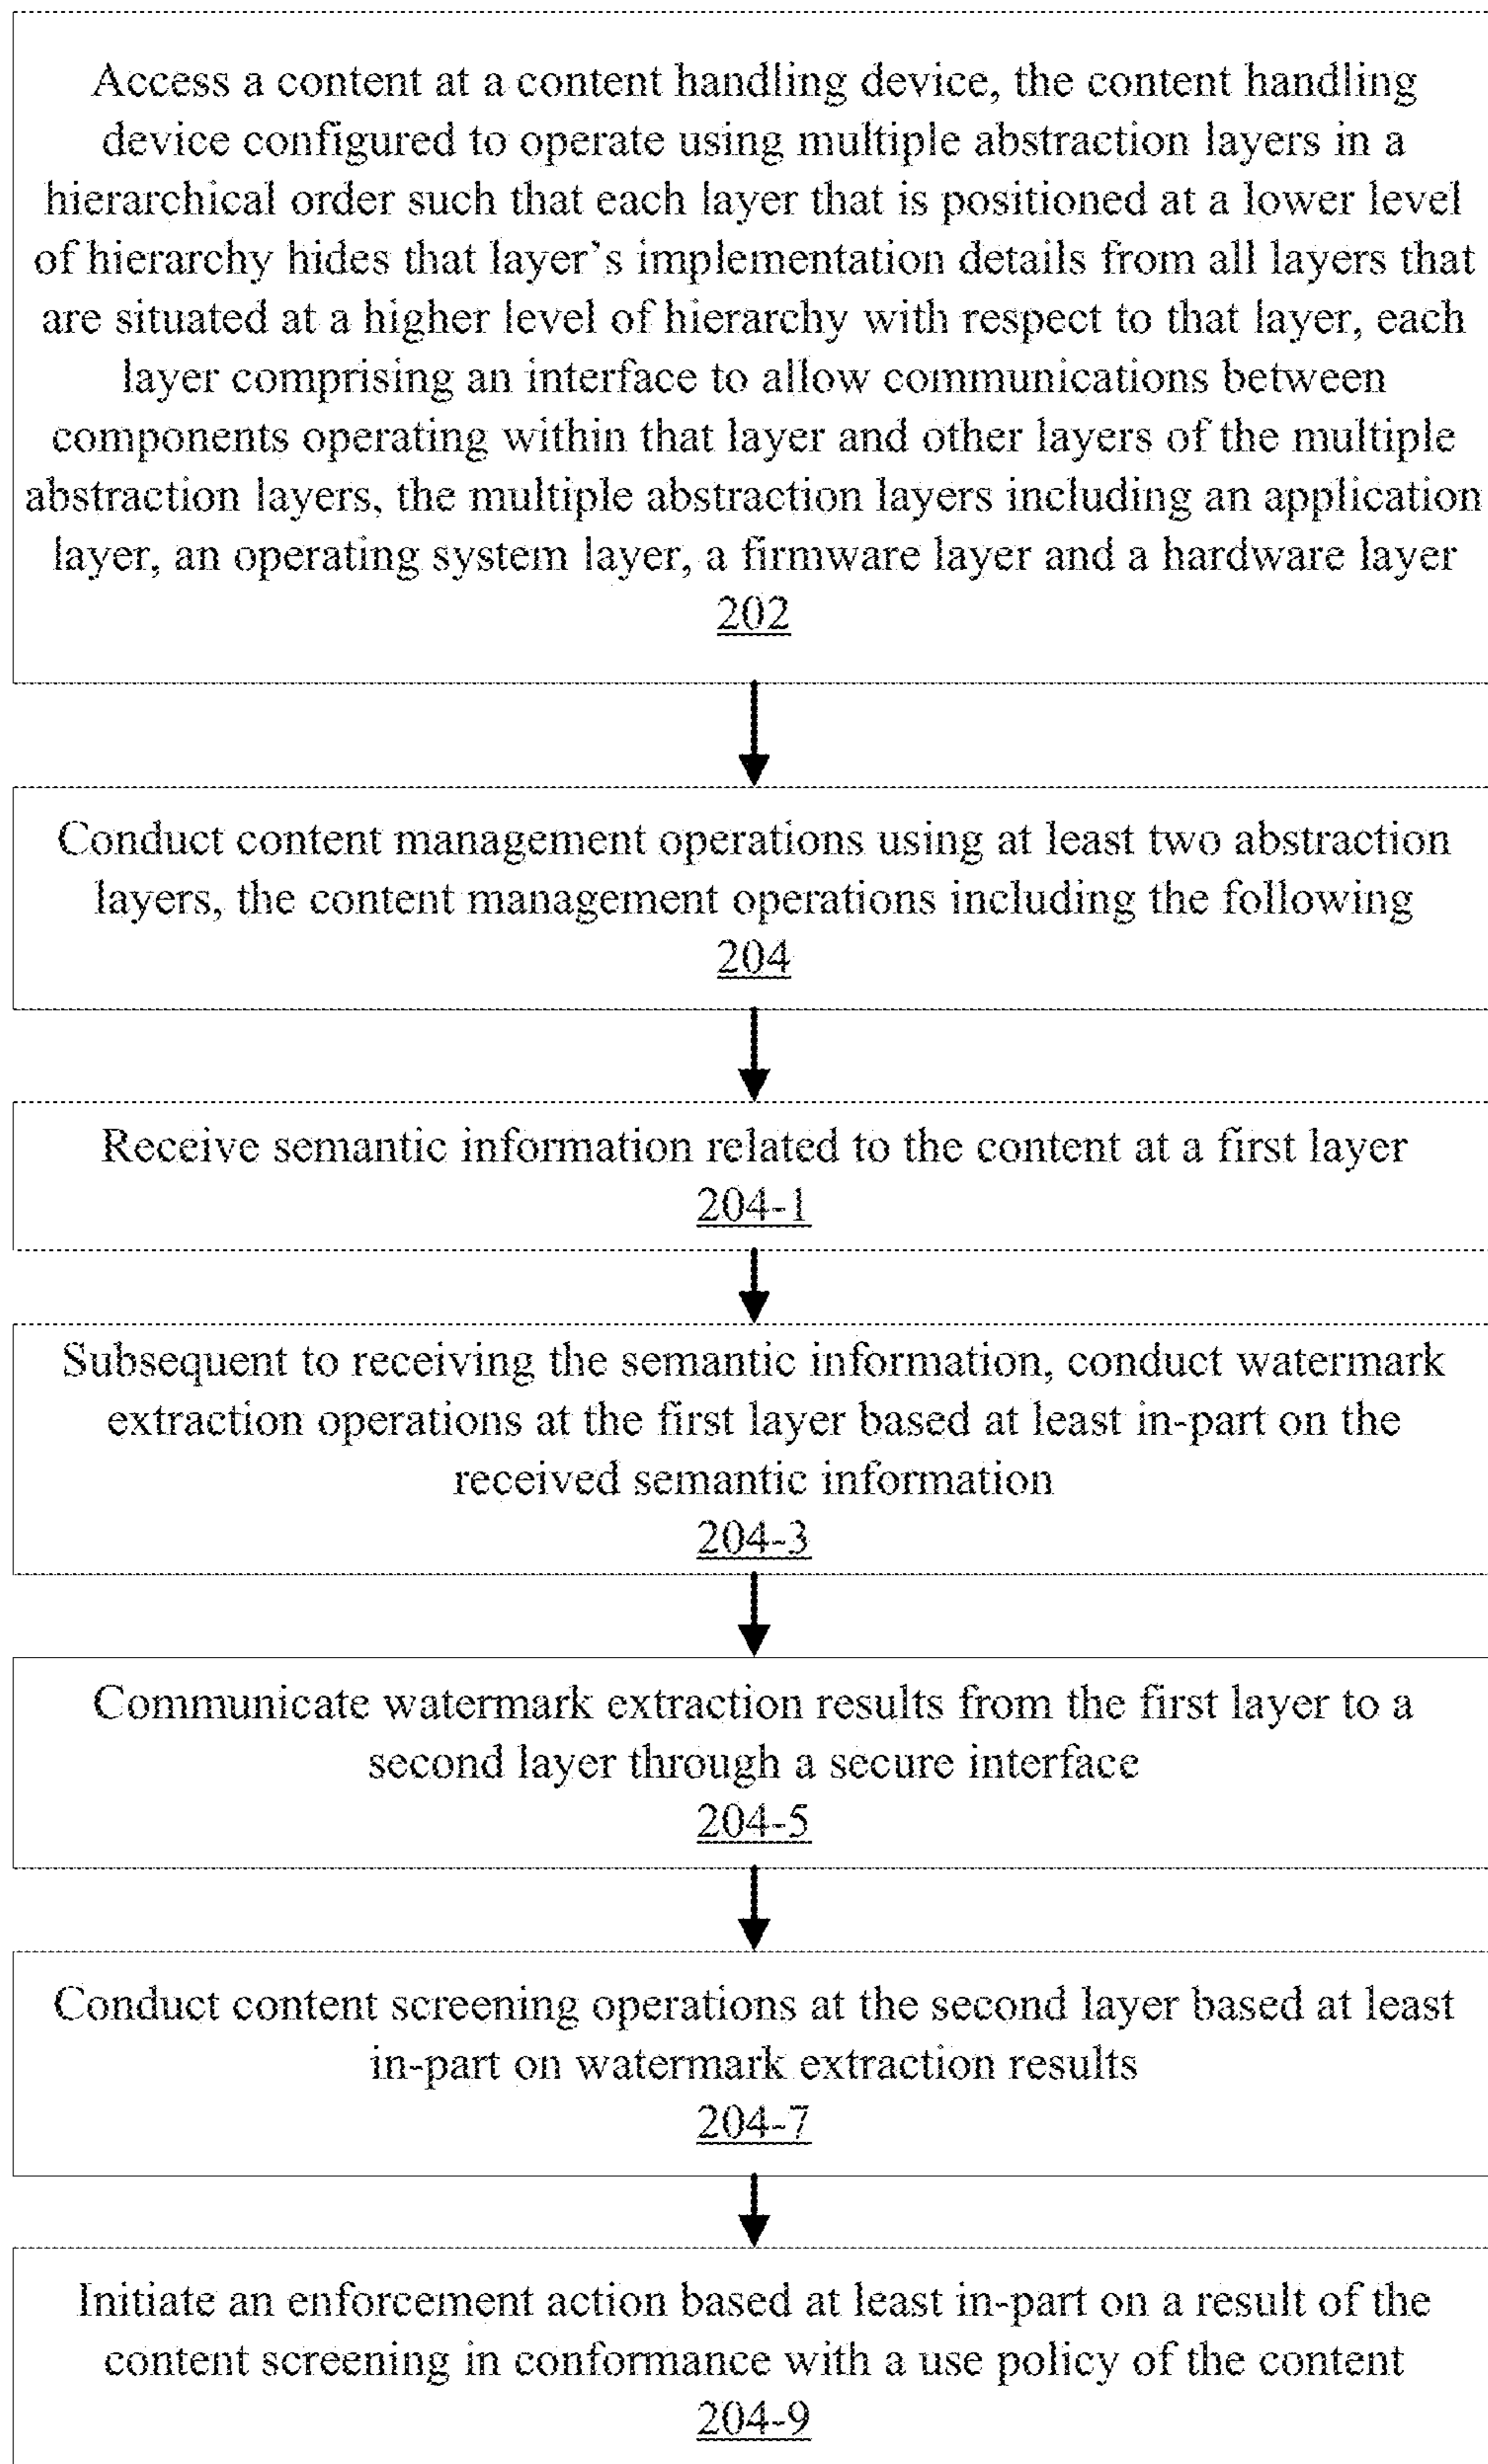 Access a content at a content handling device, the content handling
device configured to operate using multiple abstraction layers in a
hierarchical order such that each layer that is positioned at a lower level
of hierarchy hides that layer's implementation details from all layers that
are situated at a higher level of hierarchy with respect to that layer, each
layer comprising an interface to allow communications between
components operating within that layer and other layers of the multiple
abstraction layers, the multiple abstraction layers including an application
layer, an operating system layer, a firmware layer and a hardware layer
202
Conduct content management operations using at least two abstraction
layers, the content management operations including the following
204
Receive semantic information related to the content at a first layer
204-1
Subsequent to receiving the semantic information, conduct watermark
extraction operations at the first layer based at least in-part on the
received semantic information
204-3
Communicate watermark extraction results from the first layer to a
second layer through a secure interface
204-5
Conduct content screening operations at the second layer based at least
in-part on watermark extraction results
204-7
Initiate an enforcement action based at least in-part on a result of the
content screening in conformance with a use policy of the content
204-9